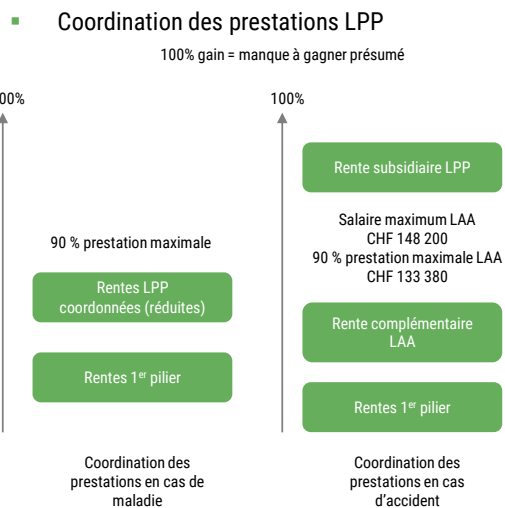 Coordination des prestations LPP
100% gain = manque à gagner présumé
00%
90 % prestation maximale
Rentes LPP
coordonnées (réduites)
Rentes 1er pilier
Coordination des
prestations en cas de
maladie
100%
Rente subsidiaire LPP
Salaire maximum LAA
CHF 148 200
90 % prestation maximale LAA
CHF 133 380
Rente complémentaire
LAA
Rentes 1er pilier
Coordination des
prestations en cas
d'accident